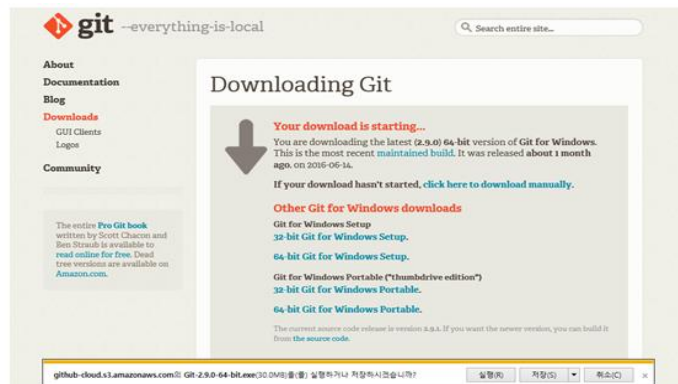 git --everything-is-local
Search entire site...
About
Documentation
Blog
Downloads
GUI Clients
Logos
Community
The entire Pro Git book
written by Scott Chacon and
Ben Straub is available to
read online for free. Dead
tree versions are available on
Amazon.com.
Downloading Git
Your download is starting...
You are downloading the latest (2.9.0) 64-bit version of Git for Windows.
This is the most recent maintained build. It was released about 1 month
ago, on 2016-06-14.
If your download hasn't started, click here to download manually.
Other Git for Windows downloads
Git for Windows Setup
32-bit Git for Windows Setup.
64-bit Git for Windows Setup.
Git for Windows Portable ("thumbdrive edition")
32-bit Git for Windows Portable.
64-bit Git for Windows Portable.
The current source code release is version 2.9.1. If you want the newer version, you can build it
from the source code.
github-cloud.s3.amazonaws.com의 Git-2.9.0-64-bit.exe(30.0MB)을(를) 실행하거나 저장하시겠습니까? 실행(R) 저장(S) 취소(C)